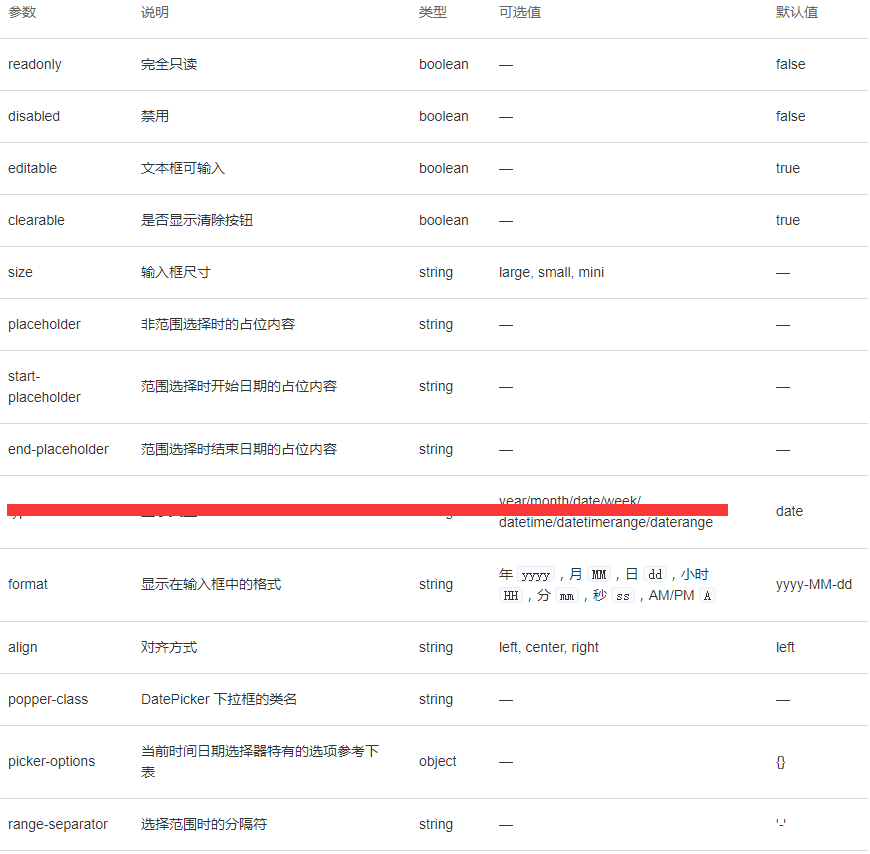 参数 说明 类型 可选值 默认值
readonly 完全只读 boolean — false
disabled 禁用 boolean — false
editable 文本框可输入 boolean — true
clearable 是否显示清除按钮 boolean — true
size 输入框尺寸 string large, small, mini —
placeholder 非范围选择时的占位内容 string — —
start-
placeholder 范围选择时开始日期的占位内容 string — —
end-placeholder 范围选择时结束日期的占位内容 string — —
year/month/date/week/
datetime/datetimerange/daterange date
format 显示在输入框中的格式 string 年 yyyy，月 MM，日 dd，小时
HH，分 mm，秒 ss，AM/PM A yyyy-MM-dd
align 对齐方式 string left, center, right left
popper-class DatePicker 下拉框的类名 string — —
picker-options 当前时间日期选择器特有的选项参考下
表 object — {}
range-separator 选择范围时的分隔符 string — '-'